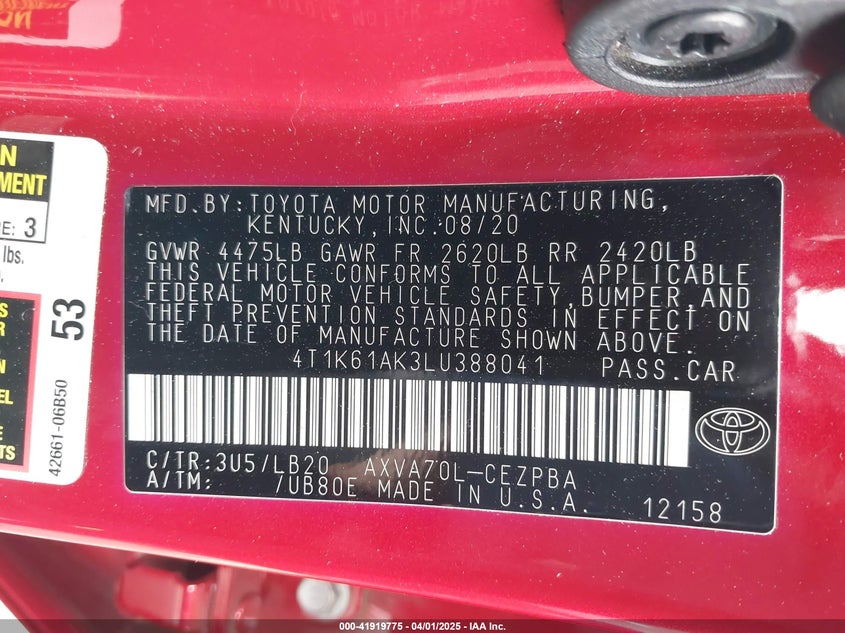 MFD.BY:TOYOTA MOTOR MANUFACTURING,
KENTUCKY,INC.08/20
GVWR 4475LB GAWR FR 2620LB RR 2420LB
THIS VEHICLE CONFORMS TO ALL APPLICABLE
FEDERAL MOTOR VEHICLE SAFETY,BUMPER,AND
THEFT PREVENTION STANDARDS IN EFFECT ON
THE DATE OF MANUFACTURE SHOWN ABOVE.
4T1K61AK3LU388041 PASS.CAR
C/TR:3U5/LB20 AXVA70L-CEZPBA
A/TM: /UB80E MADE IN U.S.A.
12158
3
lbs.
53
42661-06B50
000-41919775 - 04/01/2025 - IAA Inc.